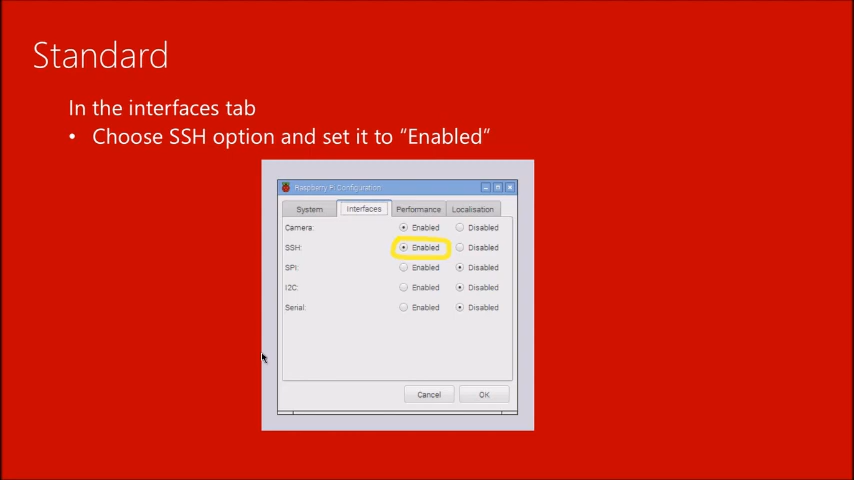 Standard
In the interfaces tab
• Choose SSH option and set it to “Enabled”
Raspberry Pi Configuration
System Interfaces Performance Localisation
Camera: Enabled Disabled
SSH: Enabled Disabled
SPI: Enabled Disabled
I2C: Enabled Disabled
Serial: Enabled Disabled
Cancel OK